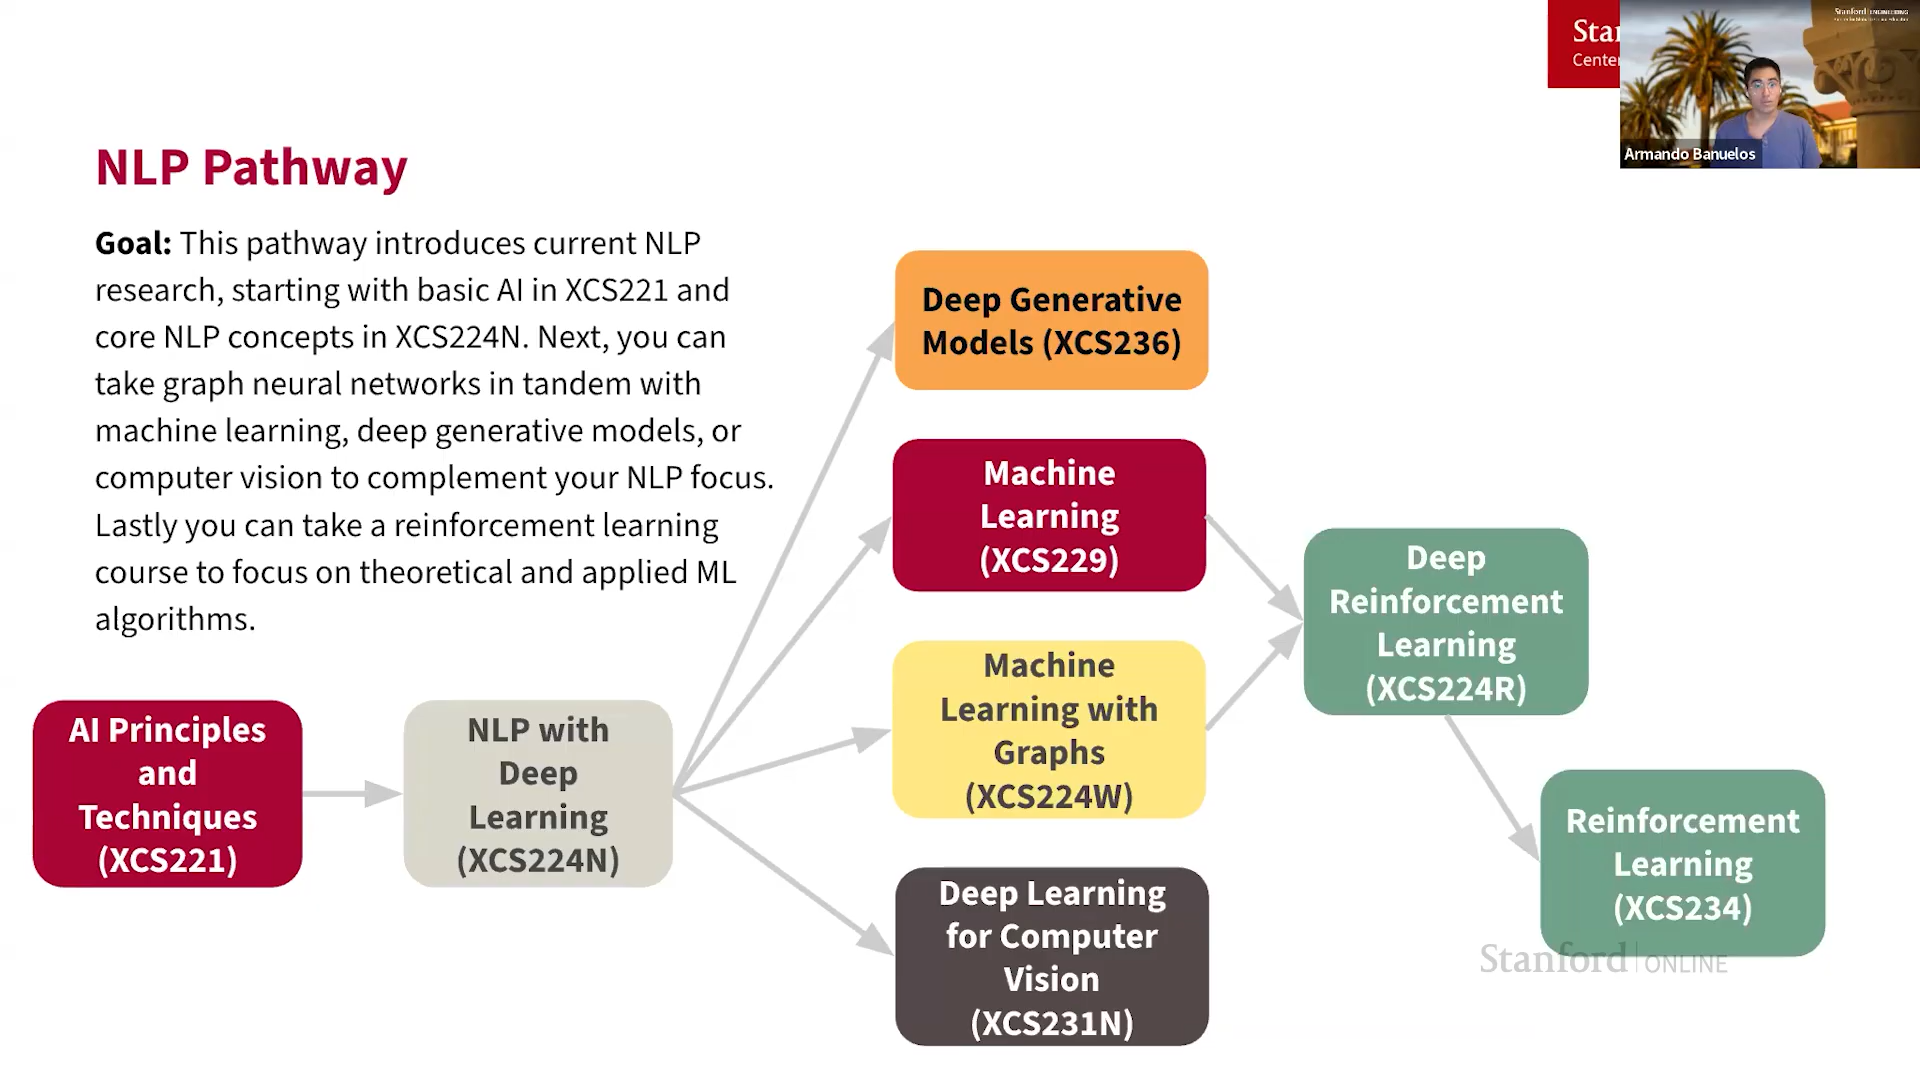 Sta
Cente
Stanford ENGINEERING
Armando Banuelos
NLP Pathway
Goal: This pathway introduces current NLP
research, starting with basic AI in XCS221 and
core NLP concepts in XCS224N. Next, you can
take graph neural networks in tandem with
machine learning, deep generative models, or
computer vision to complement your NLP focus.
Lastly you can take a reinforcement learning
course to focus on theoretical and applied ML
algorithms.
AI Principles
and
Techniques
(XCS221)
NLP with
Deep
Learning
(XCS224N)
Deep Generative
Models (XCS236)
Machine
Learning
(XCS229)
Machine
Learning with
Graphs
(XCS224W)
Deep Learning
for Computer
Vision
(XCS231N)
Deep
Reinforcement
Learning
(XCS224R)
Reinforcement
Learning
(XCS234)
Stanford ONLINE